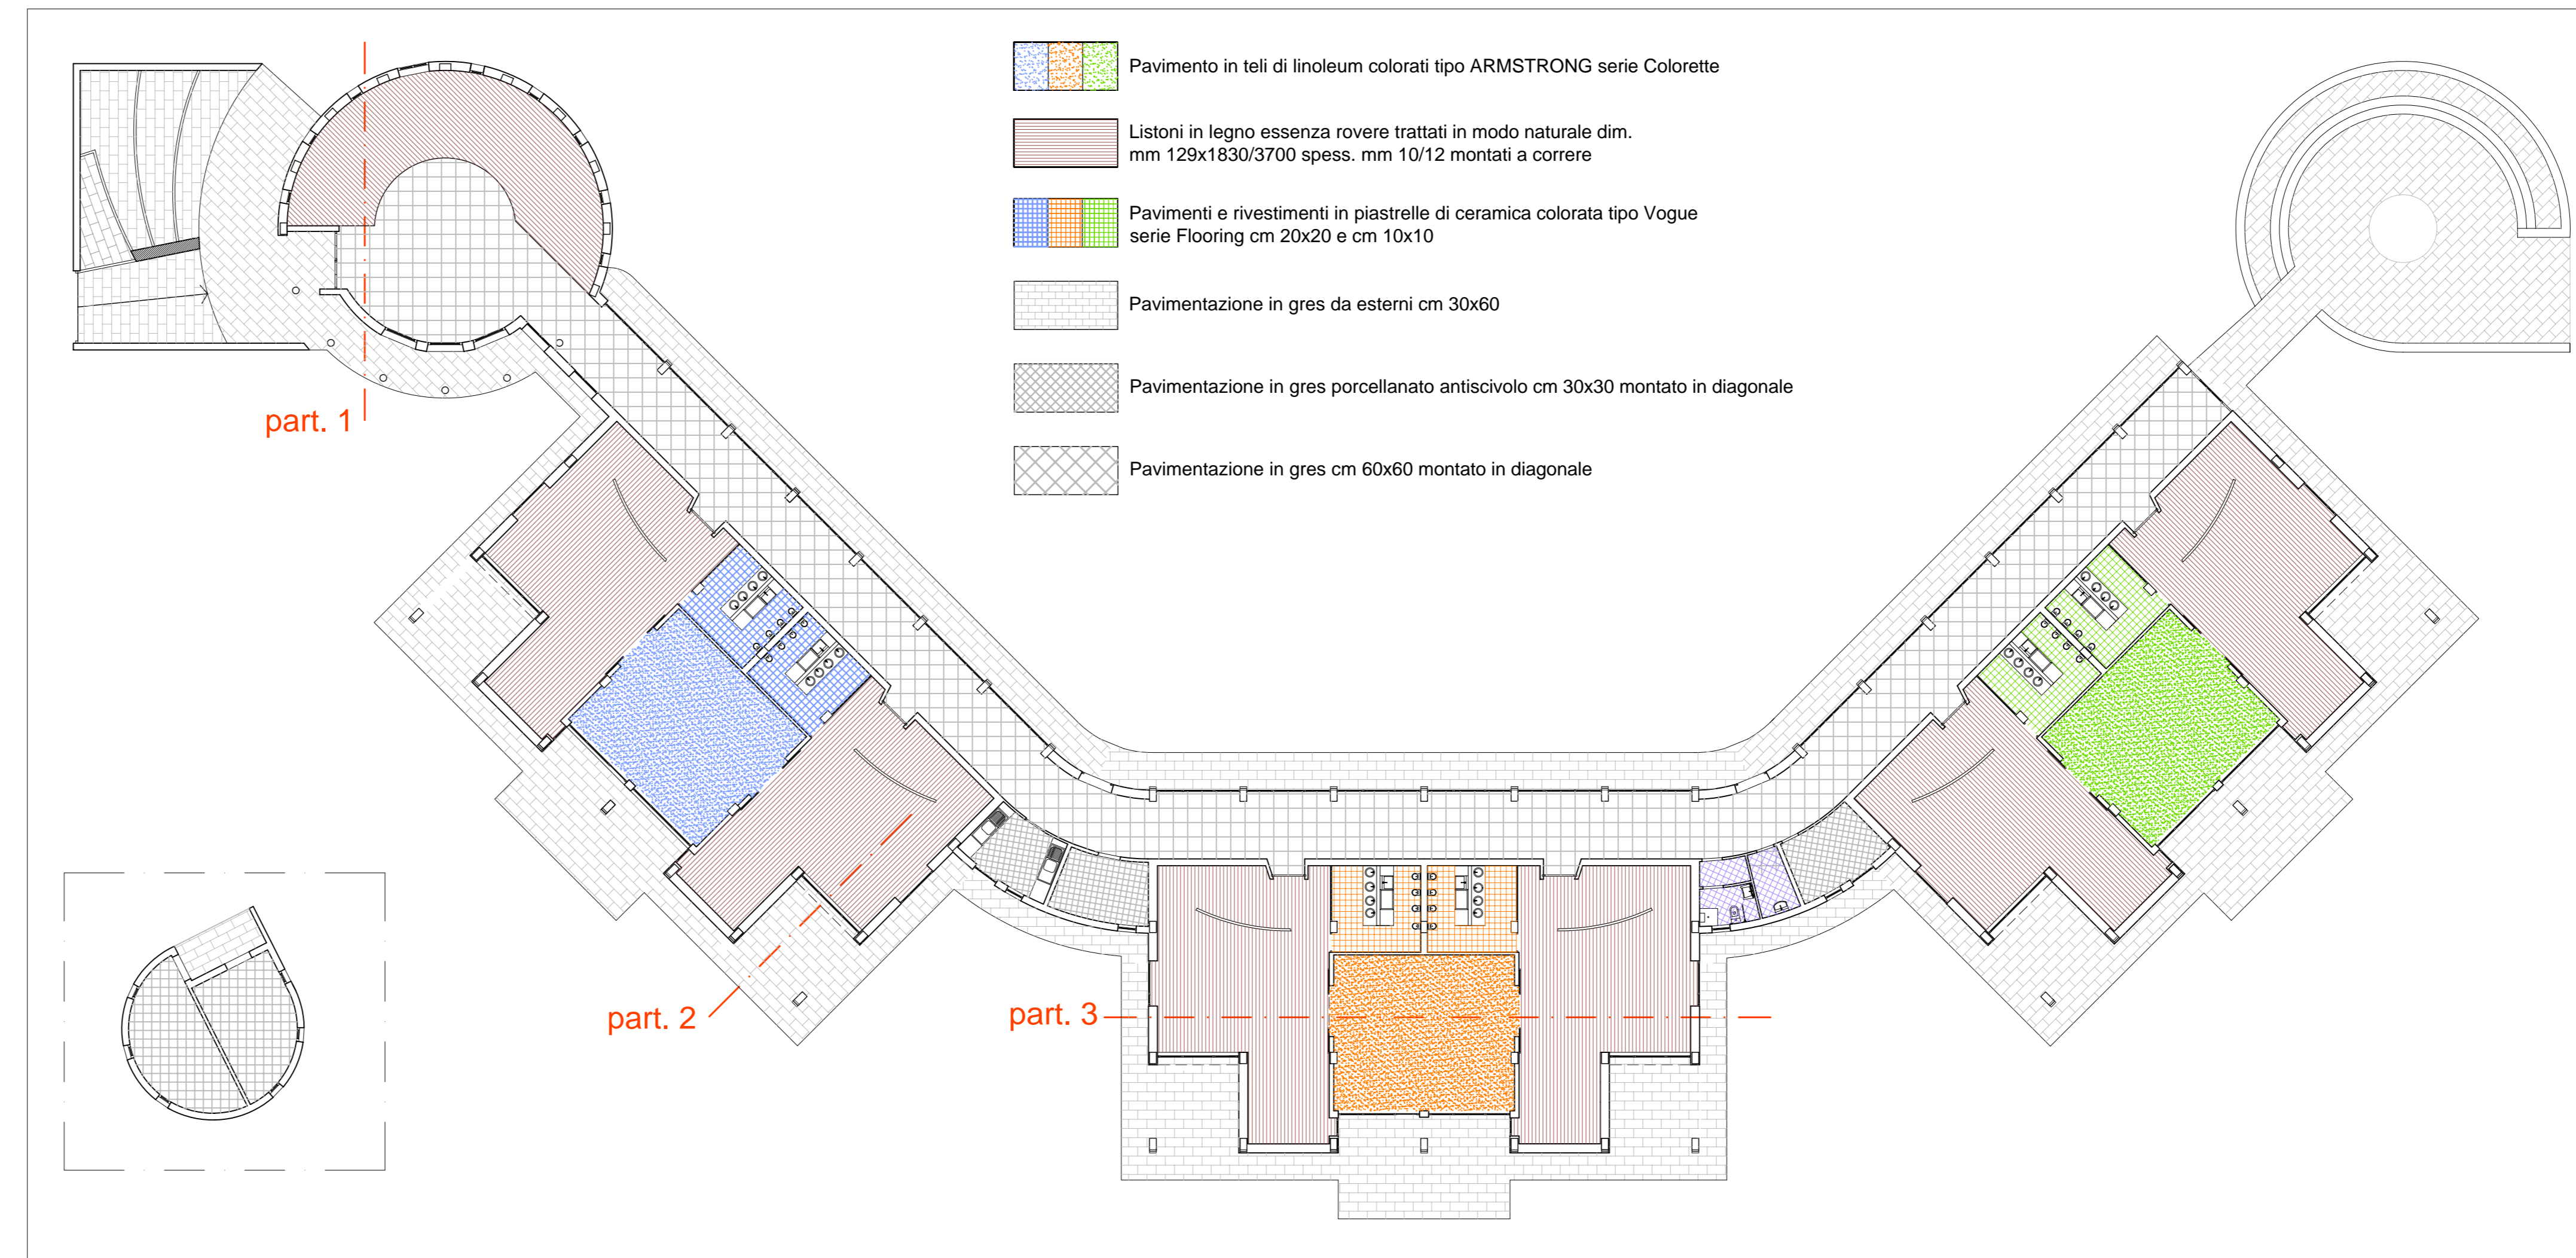 Pavimento in teli di linoleum colorati tipo ARMSTRONG serie Colorette
Listoni in legno essenza rovere trattati in modo naturale dim.
mm 129x1830/3700 spess. mm 10/12 montati a correre
Pavimenti e rivestimenti in piastrelle di ceramica colorata tipo Vogue
serie Flooring cm 20x20 e cm 10x10
Pavimentazione in gres da esterni cm 30x60
Pavimentazione in gres porcellanato antiscivolo cm 30x30 montato in diagonale
Pavimentazione in gres cm 60x60 montato in diagonale
part. 1
part. 2
part. 3